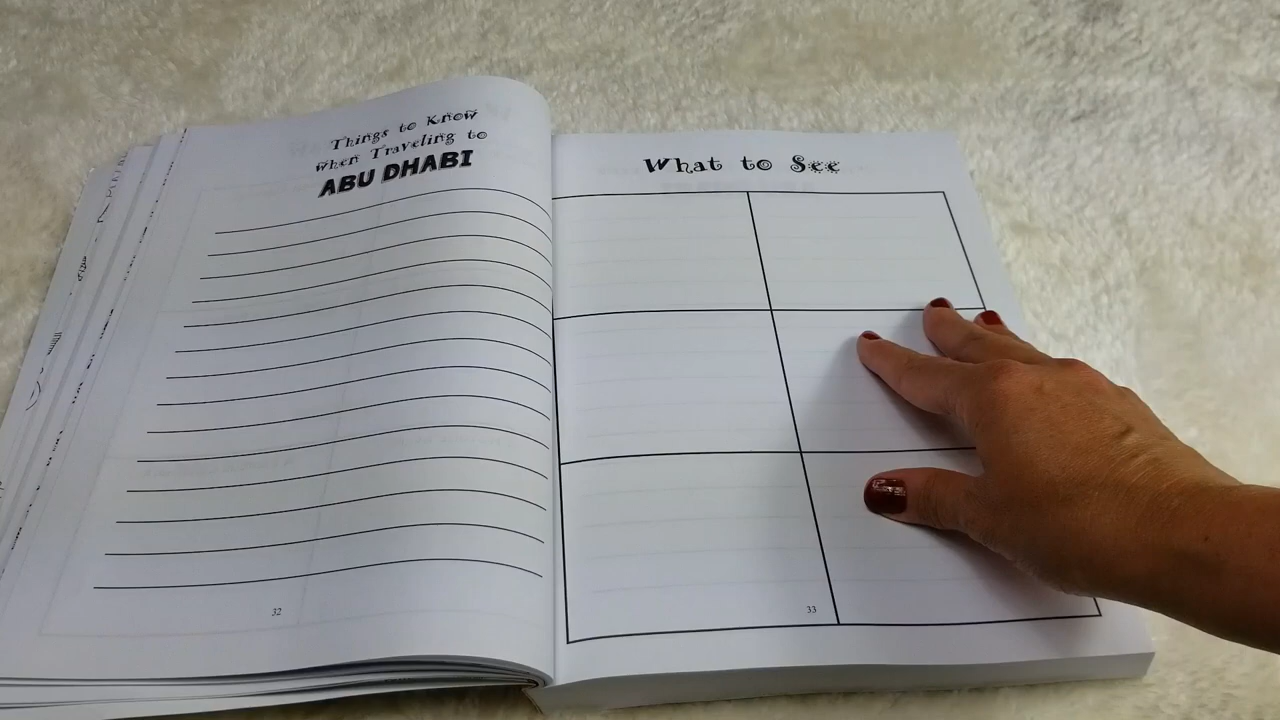 Things to Know
when Traveling to
ABU DHABI
32
What to See
33